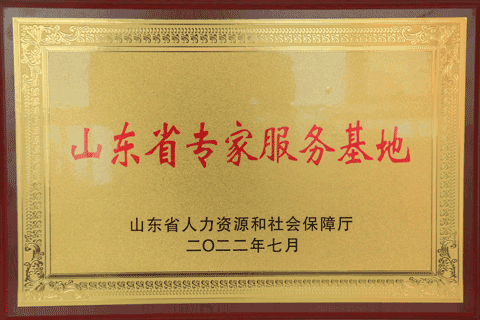 山东省专家服务基地
山东省人力资源和社会保障厅
二〇二二年七月